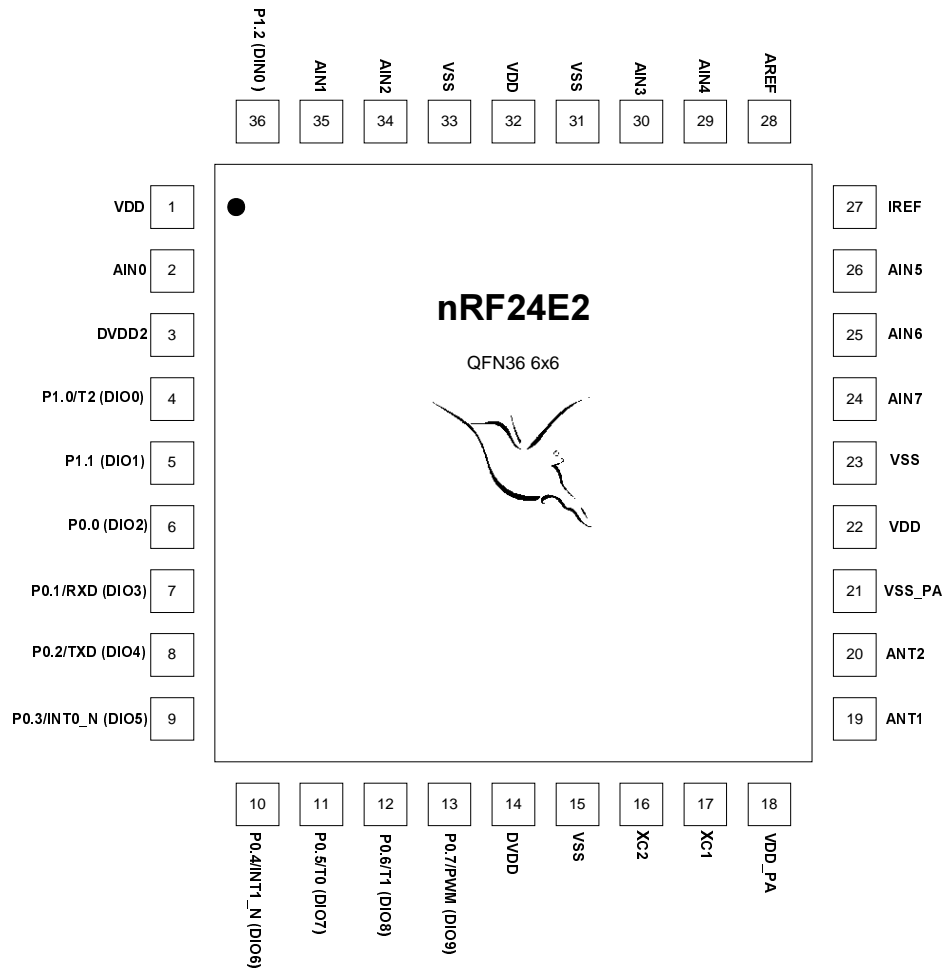 P1.2 (DIN0 )
AIN1
AIN2
VSS
VDD
VSS
AIN3
AIN4
AREF
36
35
34
33
32
31
30
29
28
VDD 1
AIN0 2
DVDD2 3
P1.0/T2 (DIO0) 4
P1.1 (DIO1) 5
P0.0 (DIO2) 6
P0.1/RXD (DIO3) 7
P0.2/TXD (DIO4) 8
P0.3/INT0_N (DIO5) 9
nRF24E2
QFN36 6x6
27 IREF
26 AIN5
25 AIN6
24 AIN7
23 VSS
22 VDD
21 VSS_PA
20 ANT2
19 ANT1
10
11
12
13
14
15
16
17
18
P0.4/INT1_N (DIO6)
P0.5/T0 (DIO7)
P0.6/T1 (DIO8)
P0.7/PWM (DIO9)
DVDD
VSS
XC2
XC1
VDD_PA